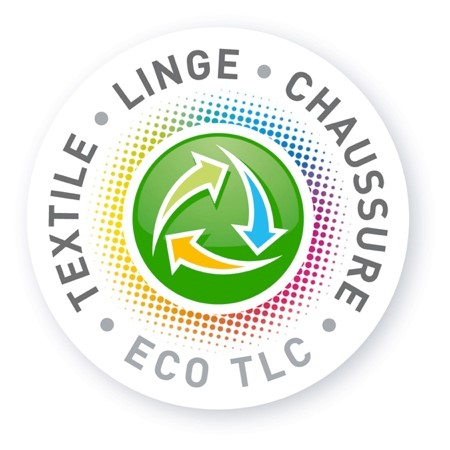 • TEXTILE • LINGE • CHAUSSURE •
ECO TLC